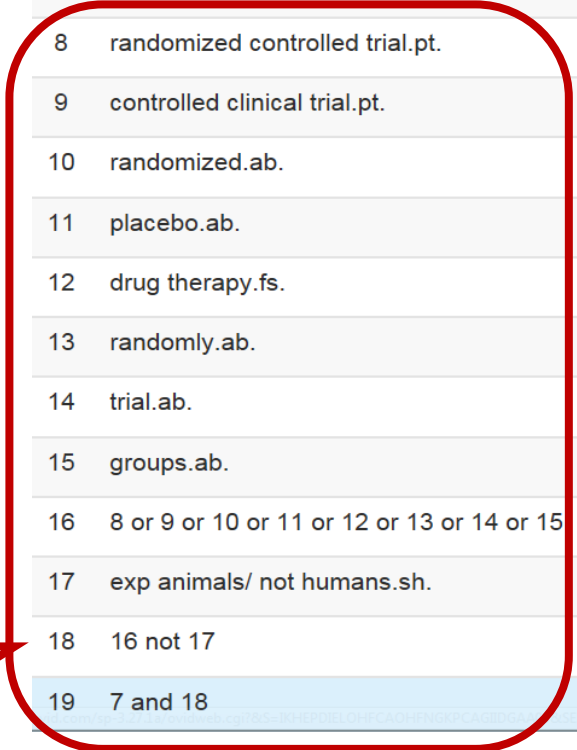 8 randomized controlled trial.pt.
9 controlled clinical trial.pt.
10 randomized.ab.
11 placebo.ab.
12 drug therapy.fs.
13 randomly.ab.
14 trial.ab.
15 groups.ab.
16 8 or 9 or 10 or 11 or 12 or 13 or 14 or 15
17 exp animals/ not humans.sh.
18 16 not 17
19 7 and 18